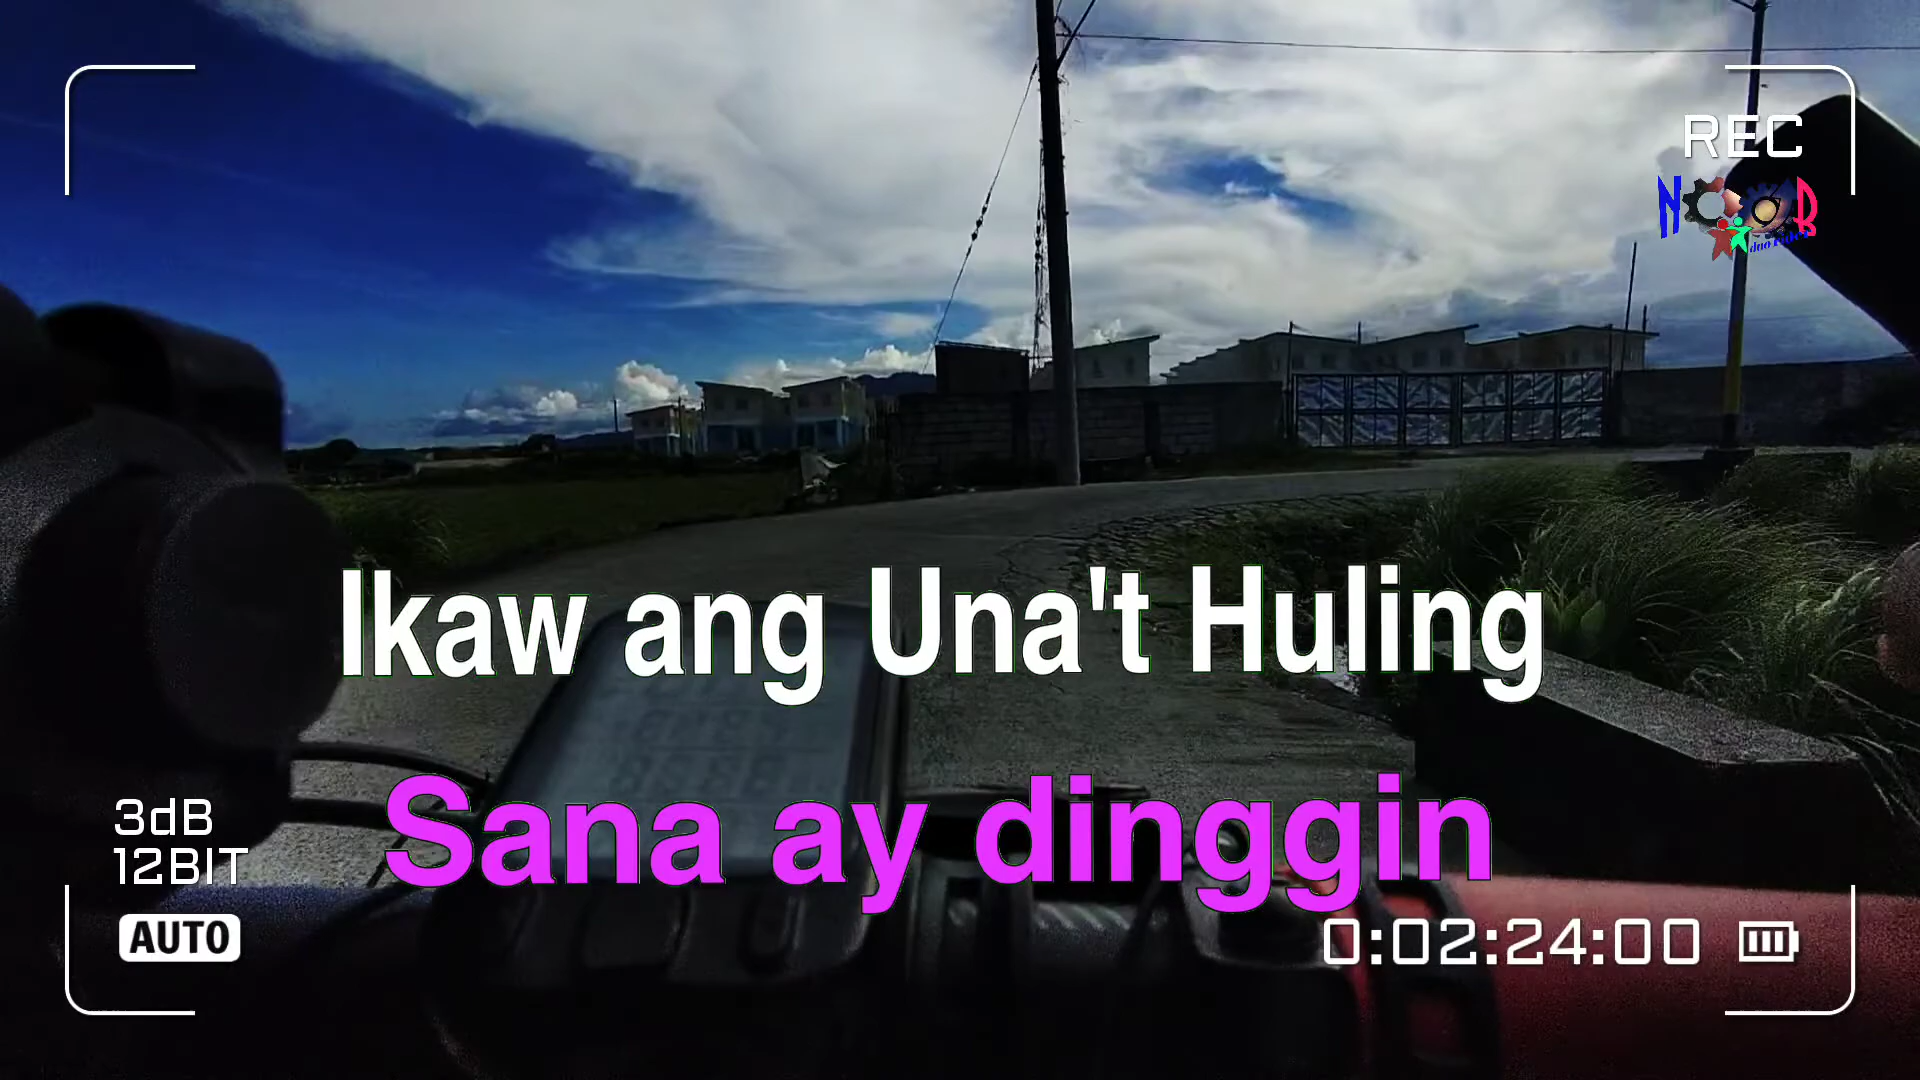 REC
Ikaw ang Una't Huling
Sana ay dinggin
3dB
12BIT
AUTO
0:02:24:00